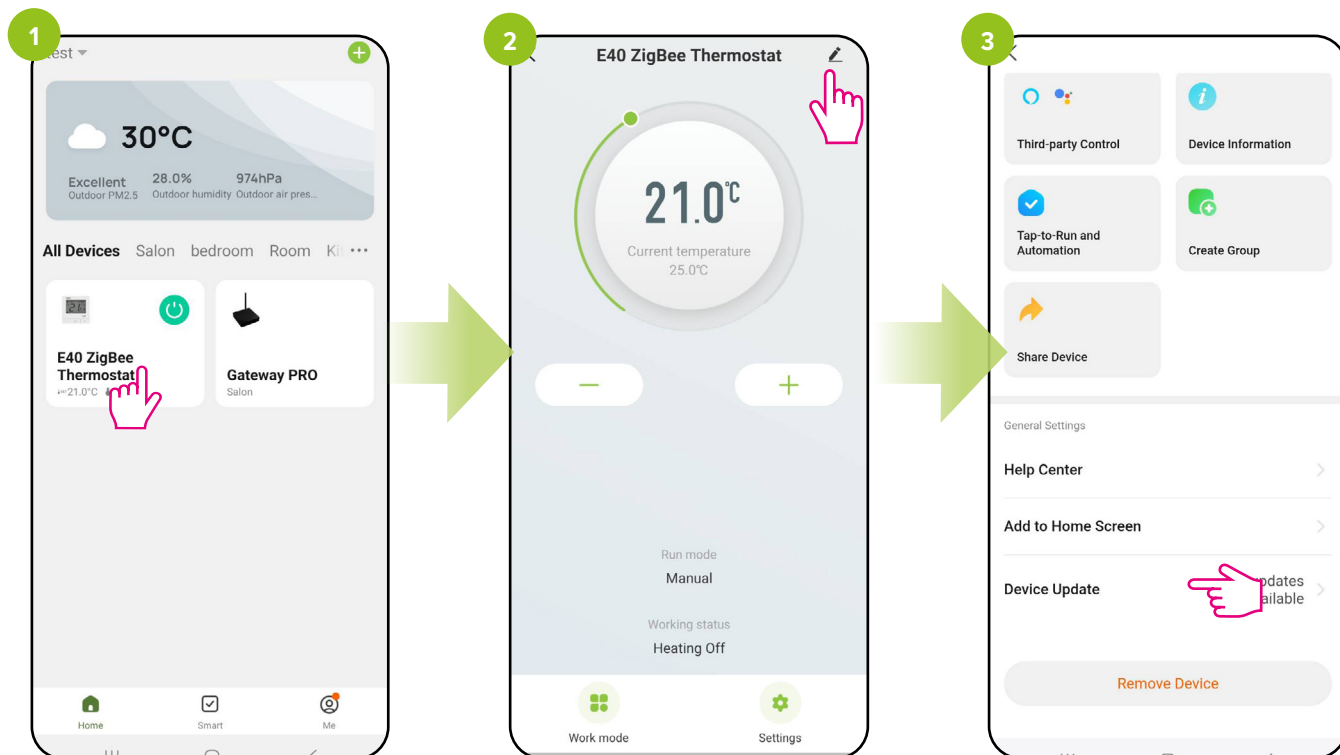 1
est
30°C
Excellent
Outdoor PM2.5
28.0%
Outdoor humidity
974hPa
Outdoor air pres...
All Devices Salon bedroom Room Ki
E40 ZigBee
Thermostat
21.0°C
Gateway PRO
Salon
Home
Smart
Me
2
E40 ZigBee Thermostat
21.0°C
Current temperature
25.0°C
Run mode
Manual
Working status
Heating Off
Work mode
Settings
3
Third-party Control
Device Information
Tap-to-Run and
Automation
Create Group
Share Device
General Settings
Help Center
Add to Home Screen
Device Update
pdates
ailable
Remove Device